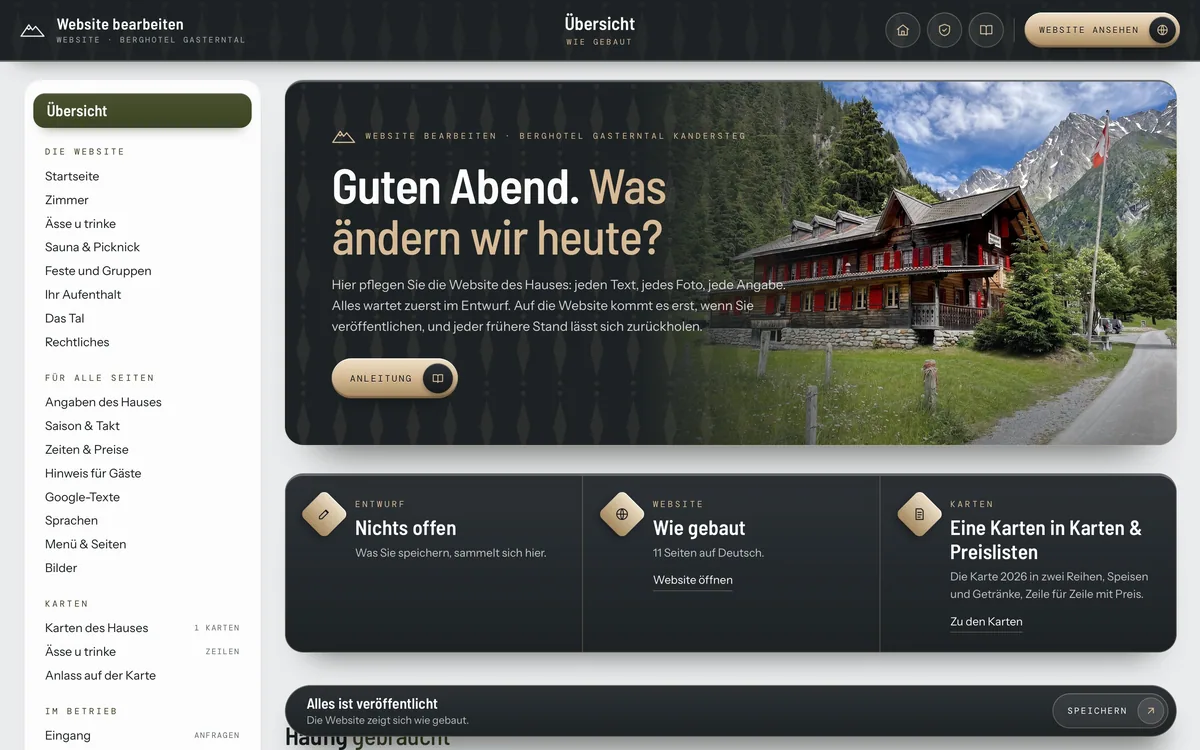 Website bearbeiten
WEBSITE · BERGHOTEL GASTERNTAL
Übersicht
WIE GEBAUT
WEBSITE ANSEHEN
Übersicht
DIE WEBSITE
Startseite
Zimmer
Ässe u trinke
Sauna & Picknick
Feste und Gruppen
Ihr Aufenthalt
Das Tal
Rechtliches
FÜR ALLE SEITEN
Angaben des Hauses
Saison & Takt
Zeiten & Preise
Hinweis für Gäste
Google-Texte
Sprachen
Menü & Seiten
Bilder
KARTEN
Karten des Hauses
1 KARTEN
Ässe u trinke
ZEILEN
Anlass auf der Karte
IM BETRIEB
Eingang
ANFRAGEN
WEBSITE BEARBEITEN · BERGHOTEL GASTERNTAL KANDERSTEG
Guten Abend. Was
ändern wir heute?
Hier pflegen Sie die Website des Hauses: jeden Text, jedes Foto, jede Angabe.
Alles wartet zuerst im Entwurf. Auf die Website kommt es erst, wenn Sie
veröffentlichen, und jeder frühere Stand lässt sich zurückholen.
ANLEITUNG
ENTWURF
Nichts offen
Was Sie speichern, sammelt sich hier.
WEBSITE
Wie gebaut
11 Seiten auf Deutsch.
Website öffnen
KARTEN
Eine Karten in Karten &
Preislisten
Die Karte 2026 in zwei Reihen, Speisen
und Getränke, Zeile für Zeile mit Preis.
Zu den Karten
Alles ist veröffentlicht
Die Website zeigt sich wie gebaut.
SPEICHERN
Häufig gebraucht